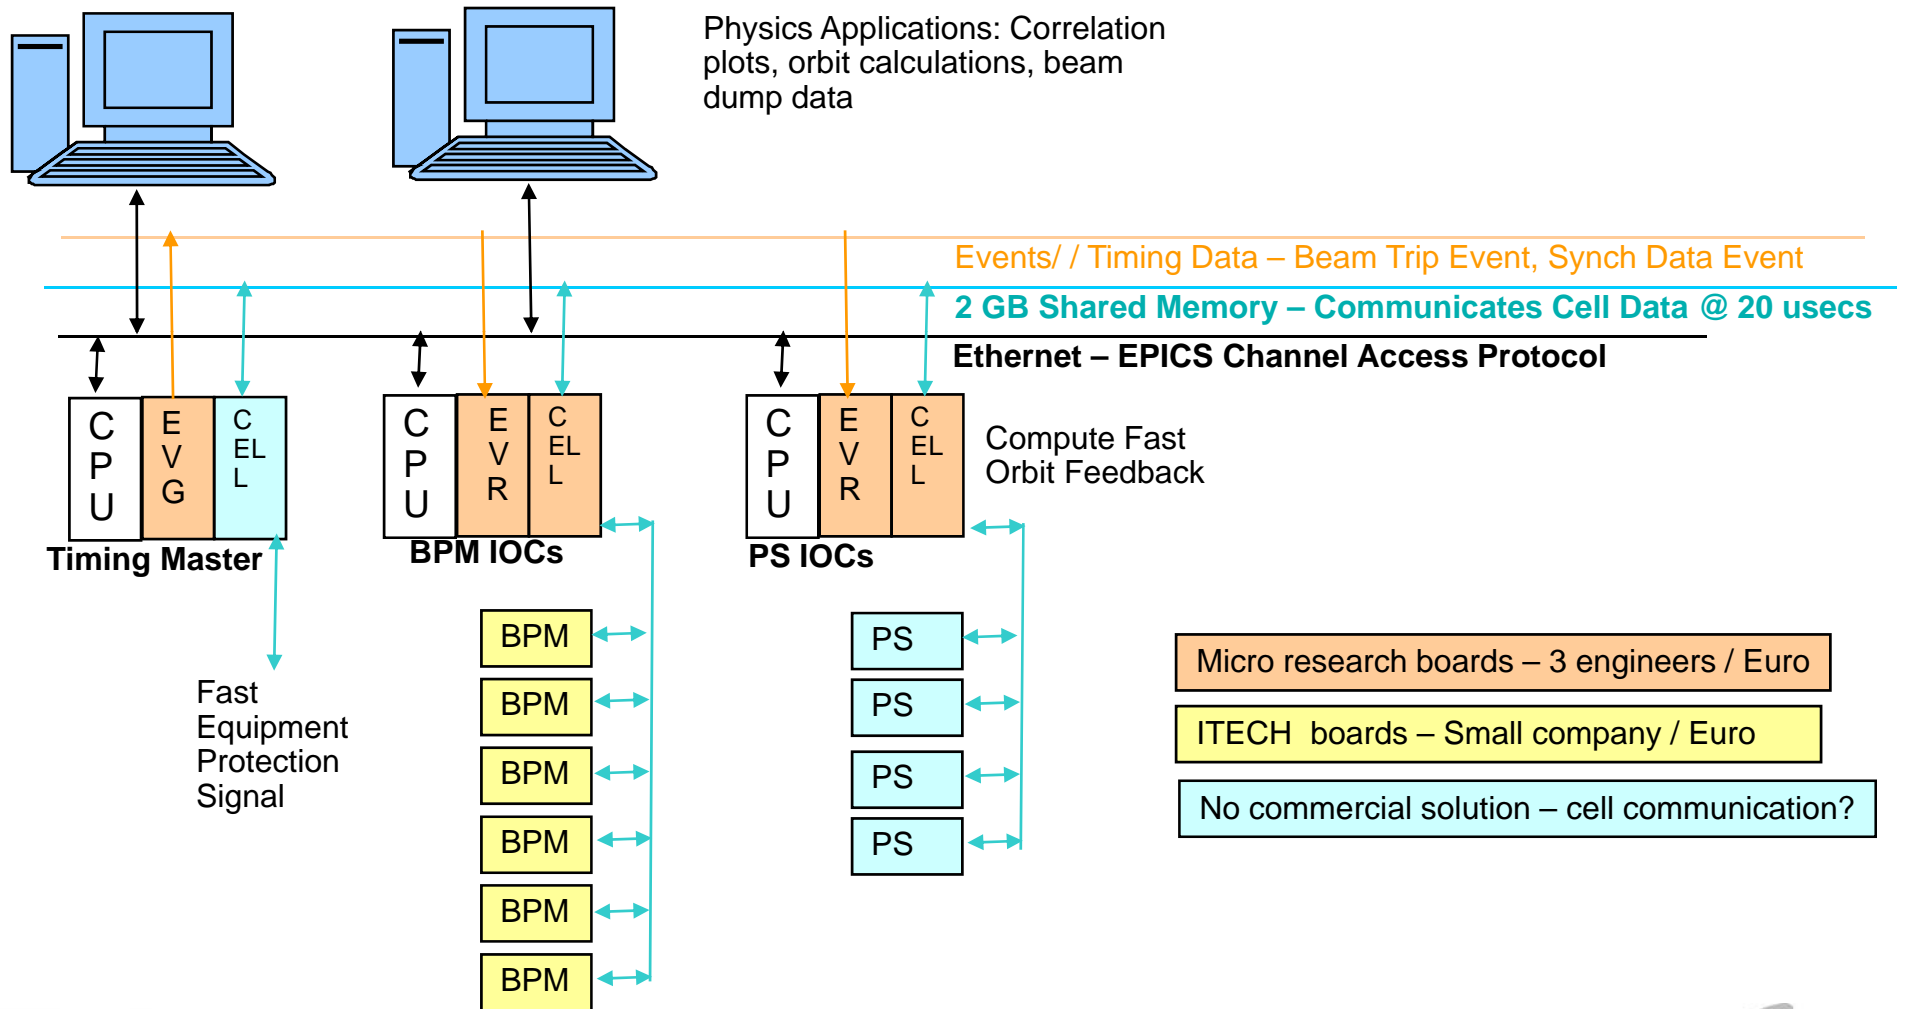 Physics Applications: Correlation
plots, orbit calculations, beam
dump data
Events/ / Timing Data – Beam Trip Event, Synch Data Event
2 GB Shared Memory – Communicates Cell Data @ 20 usecs
Ethernet – EPICS Channel Access Protocol
C
P
U
E
V
G
C
EL
L
Timing Master
C
P
U
E
V
R
C
EL
L
BPM IOCs
C
P
U
E
V
R
C
EL
L
PS IOCs
Compute Fast
Orbit Feedback
Fast
Equipment
Protection
Signal
BPM
BPM
BPM
BPM
BPM
BPM
PS
PS
PS
PS
Micro research boards – 3 engineers / Euro
ITECH boards – Small company / Euro
No commercial solution – cell communication?